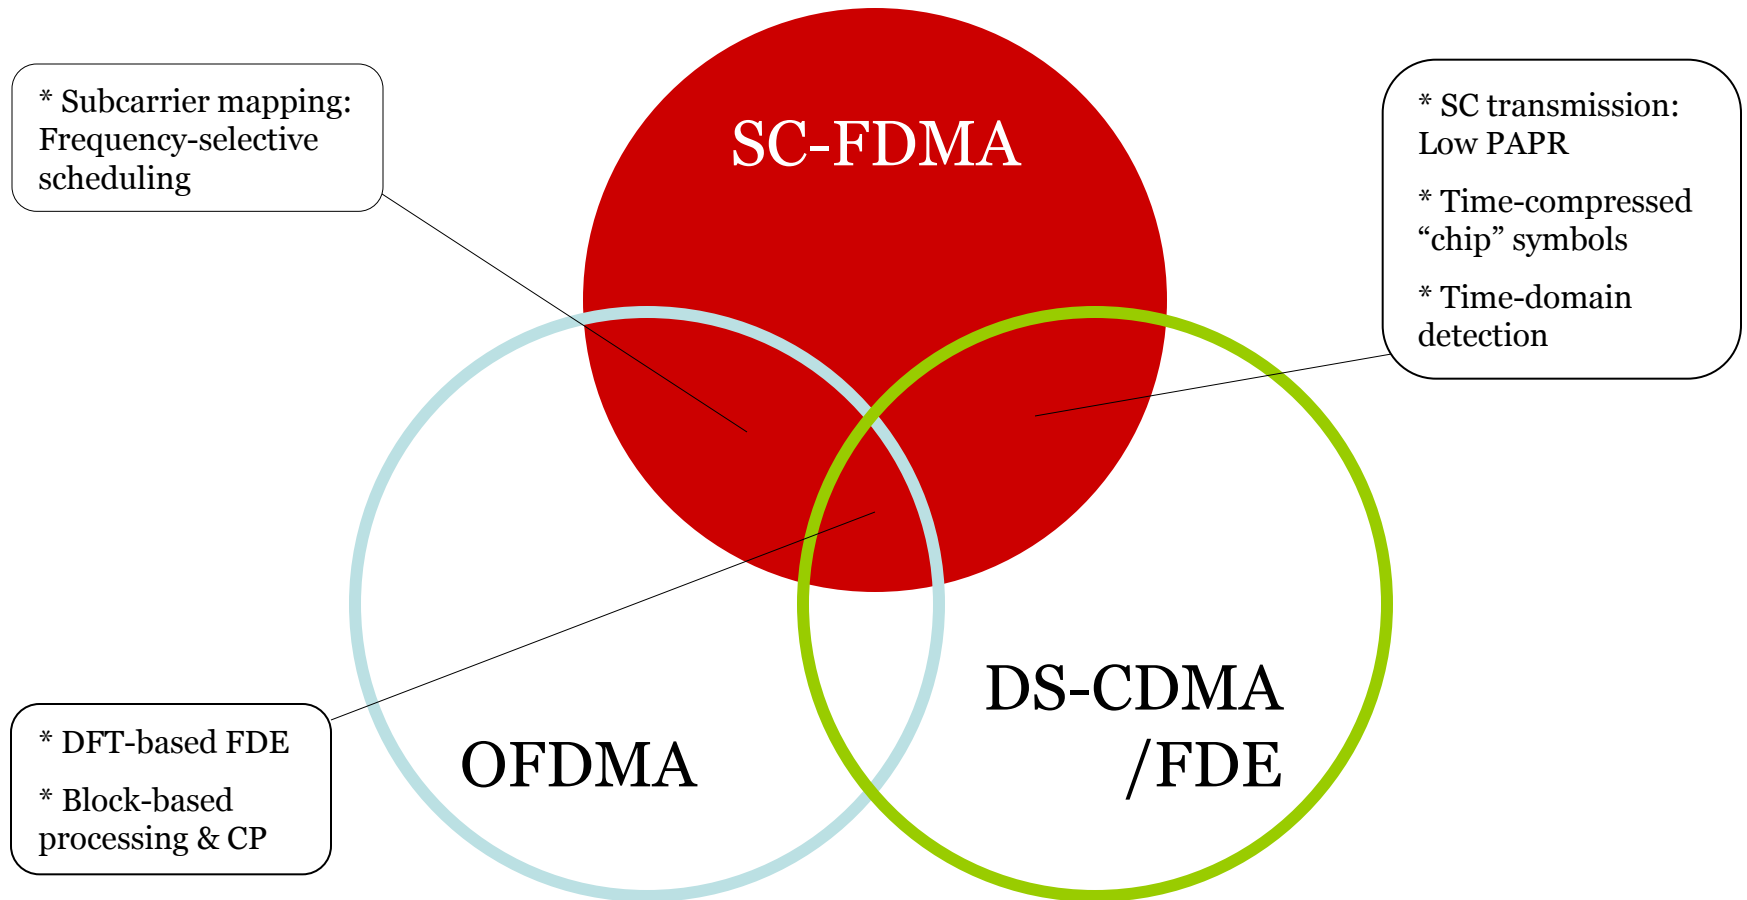 * Subcarrier mapping:
Frequency-selective
scheduling
SC-FDMA
* SC transmission:
Low PAPR
* Time-compressed
“chip” symbols
* Time-domain
detection
* DFT-based FDE
* Block-based
processing & CP
OFDMA
DS-CDMA
/FDE